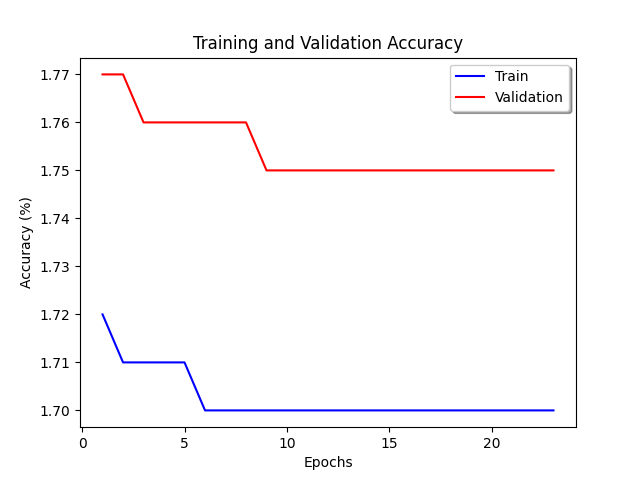 Training and Validation Accuracy
Train
Validation
1.77
1.76
1.75
1.74
1.73
1.72
1.71
1.70
Accuracy (%)
0 5 10 15 20
Epochs